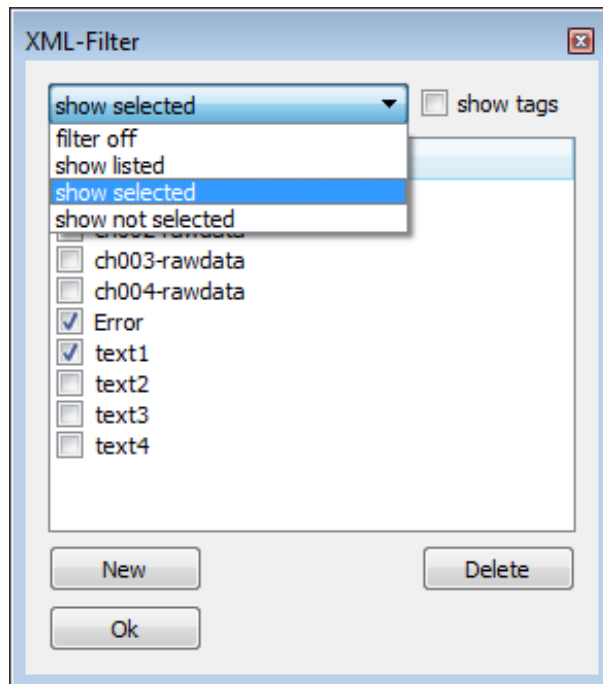 XML-Filter
show selected
show tags
filter off
show listed
show selected
show not selected
ch003-rawdata
ch004-rawdata
Error
text1
text2
text3
text4
New
Delete
Ok